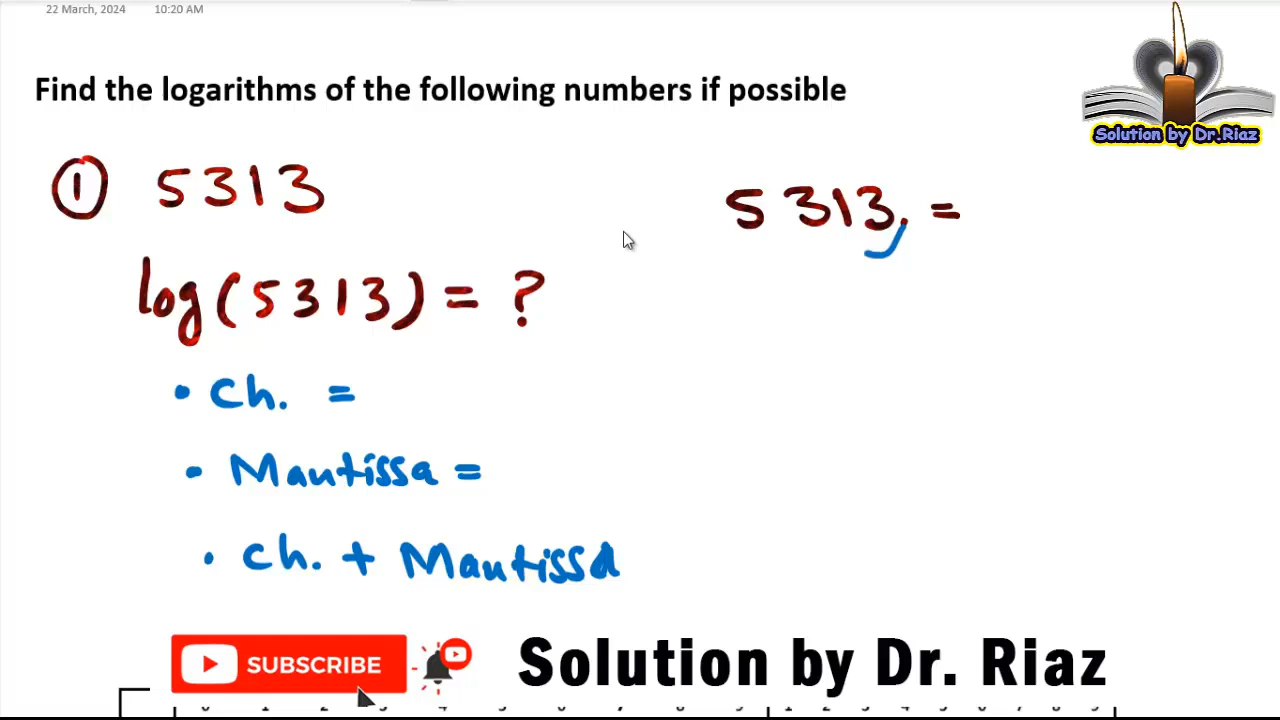 22 March, 2024 10:20 AM
Find the logarithms of the following numbers if possible
Solution by Dr.Riaz
① 5313
5313. =
log(5313) = ?
• Ch. =
• Mantissa =
• Ch. + Mantissa
SUBSCRIBE
Solution by Dr. Riaz